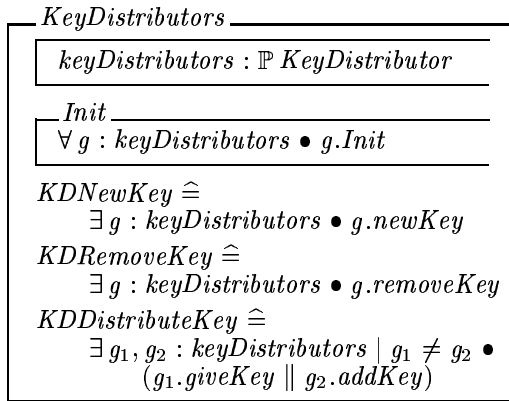 KeyDistributors
keyDistributors : ℙ KeyDistributor
Init
∀ g : keyDistributors • g.Init
KDNewKey ≙
∃ g : keyDistributors • g.newKey
KDRemoveKey ≙
∃ g : keyDistributors • g.removeKey
KDDistributeKey ≙
∃ g₁, g₂ : keyDistributors | g₁ ≠ g₂ •
(g₁.giveKey ∥ g₂.addKey)